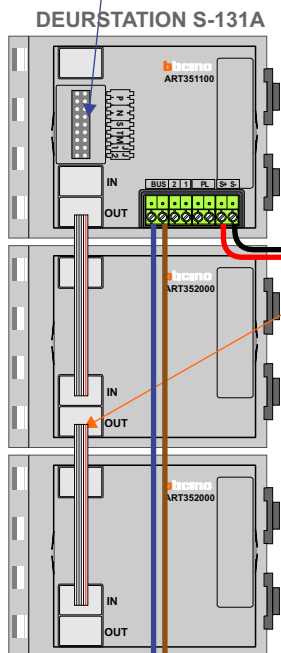 DEURSTATION S-131A
bticino
ART351100
P
N
S
T
M
J1
J2
IN
BUS 2 1 PL S+ S-
OUT
bticino
ART352000
IN
OUT
bticino
ART352000
IN
OUT